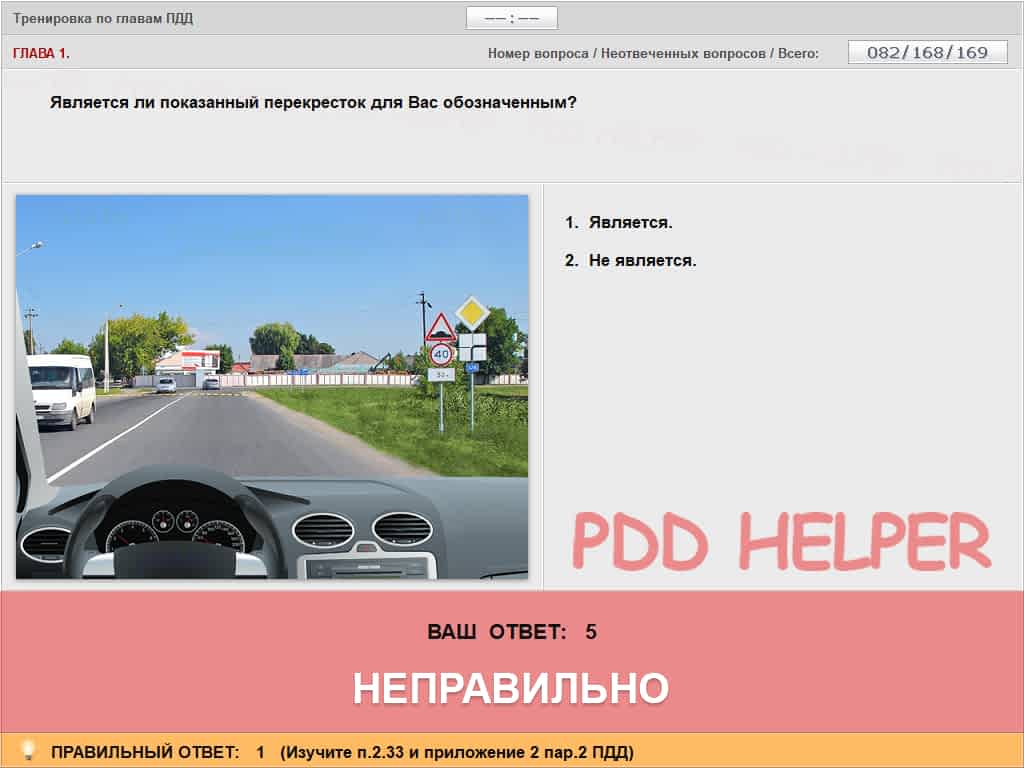 Тренировка по главам ПДД
—— : ——
ГЛАВА 1.
Номер вопроса / Неотвеченных вопросов / Всего: 082/168/169
Является ли показанный перекресток для Вас обозначенным?
1. Является.
2. Не является.
40
PDD HELPER
ВАШ ОТВЕТ: 5
НЕПРАВИЛЬНО
ПРАВИЛЬНЫЙ ОТВЕТ: 1 (Изучите п.2.33 и приложение 2 пар.2 ПДД)